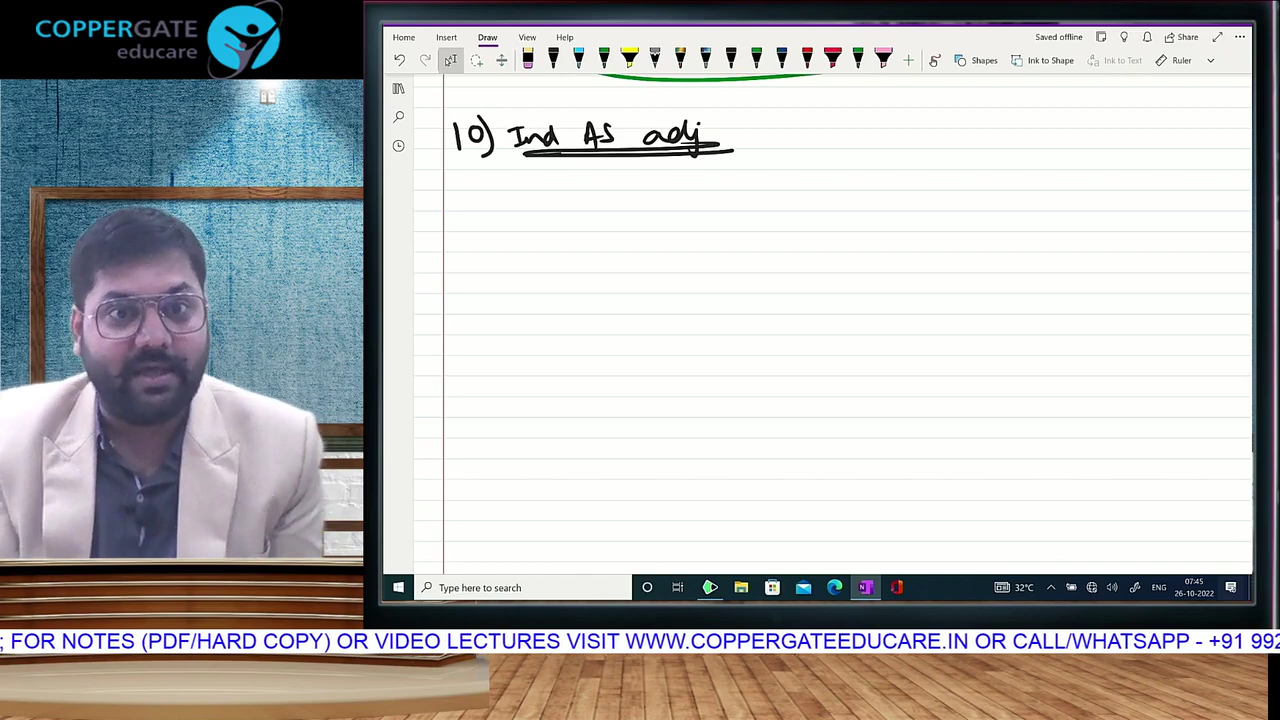 COPPERGATE
educare
Home Insert Draw View Help
Saved offline
Share
Shapes
Ink to Shape
Ink to Text
Ruler
10) Ind AS adj
Type here to search
32°C
ENG
07:45
26-10-2022
; FOR NOTES (PDF/HARD COPY) OR VIDEO LECTURES VISIT WWW.COPPERGATEEDUCARE.IN OR CALL/WHATSAPP - +91 992